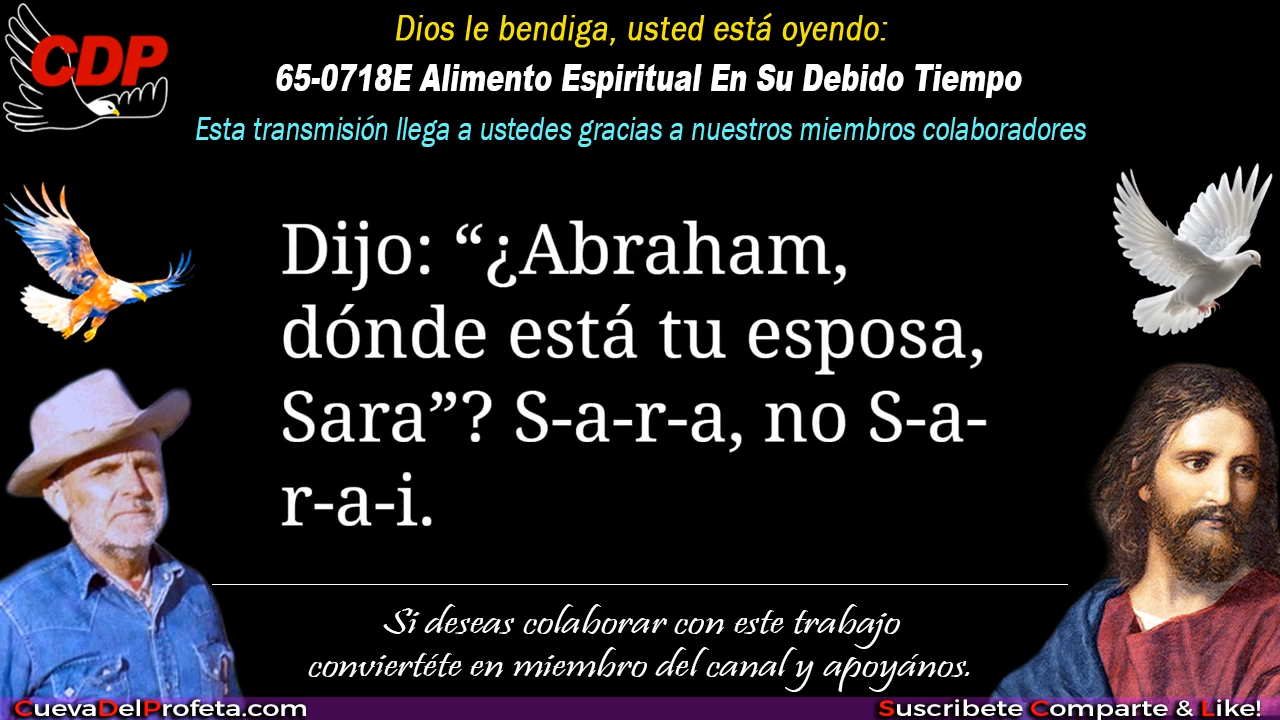 CDP
Dios le bendiga, usted está oyendo:
65-0718E Alimento Espiritual En Su Debido Tiempo
Esta transmisión llega a ustedes gracias a nuestros miembros colaboradores
Dijo: “¿Abraham,
dónde está tu esposa,
Sara”? S-a-r-a, no S-a-
r-a-i.
Si deseas colaborar con este trabajo
conviertéte en miembro del canal y apoyános.
CuevaDelProfeta.com
Suscribete Comparte & Like!